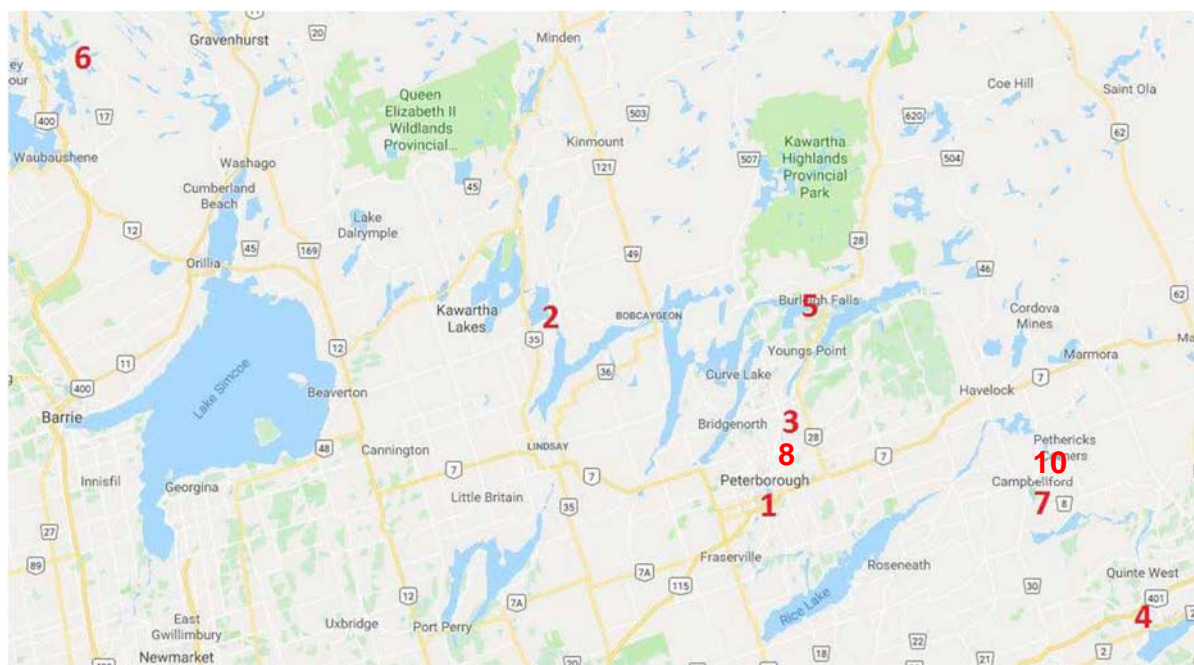 11
Gravenhurst
20
Minden
6
ey
our
Coe Hill
Saint Ola
Queen
Elizabeth II
Wildlands
Provincial...
400
17
503
620
62
Waubaushene
Kinmount
Kawartha
Highlands
Provincial
Park
Washago
121
507
504
Cumberland
Beach
45
Lake
Dalrymple
12
45
169
49
28
Orillia
46
Kawartha
Lakes
2
BOBCAYGEON
Burleigh Falls
5
Cordova
Mines
35
12
11
Youngs Point
Marmora
Ma
36
Curve Lake
7
400
Lake Simcoe
Beaverton
Havelock
Barrie
Bridgenorth
3
28
Cannington
48
LINDSAY
8
7
Pethericks
Corners
10
7
7
Innisfil
Georgina
Little Britain
Peterborough
Campbellford
1
7
8
35
27
Fraserville
Roseneath
89
7A
115
30
Quinte West
401
12
7A
4
2
East
Gwillimbury
Uxbridge
Port Perry
Rice Lake
22
Newmarket
20
18
21
2